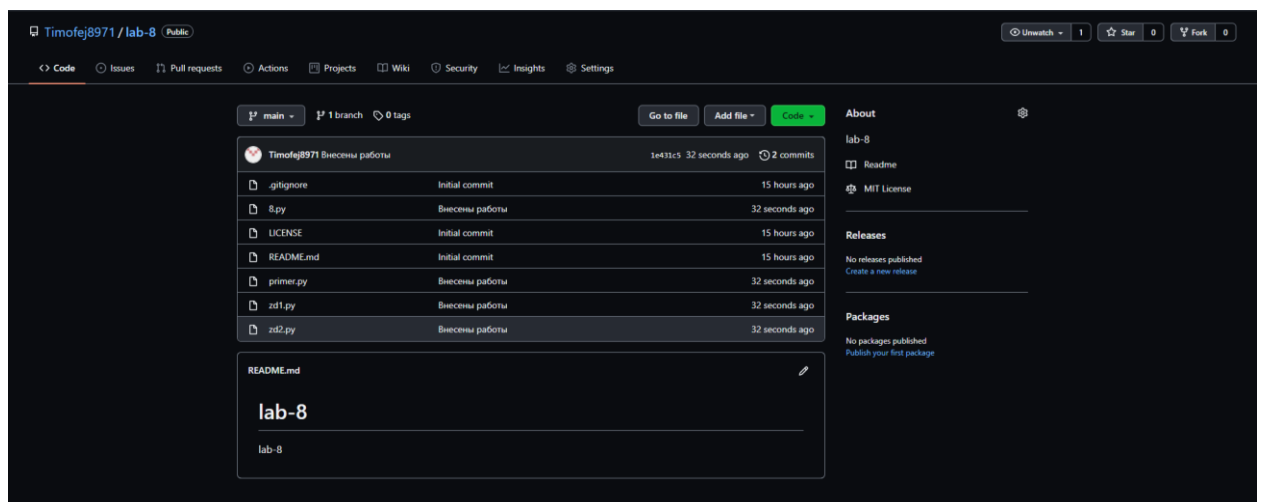 Timofej8971 / lab-8 Public
Unwatch 1 Star 0 Fork 0
Code Issues Pull requests Actions Projects Wiki Security Insights Settings
main 1 branch 0 tags
Go to file Add file Code
Timofej8971 Внесены работы 1e431c5 32 seconds ago 2 commits
.gitignore Initial commit 15 hours ago
8.py Внесены работы 32 seconds ago
LICENSE Initial commit 15 hours ago
README.md Initial commit 15 hours ago
primer.py Внесены работы 32 seconds ago
zd1.py Внесены работы 32 seconds ago
zd2.py Внесены работы 32 seconds ago
README.md
lab-8
lab-8
About
lab-8
Readme
MIT License
Releases
No releases published
Create a new release
Packages
No packages published
Publish your first package